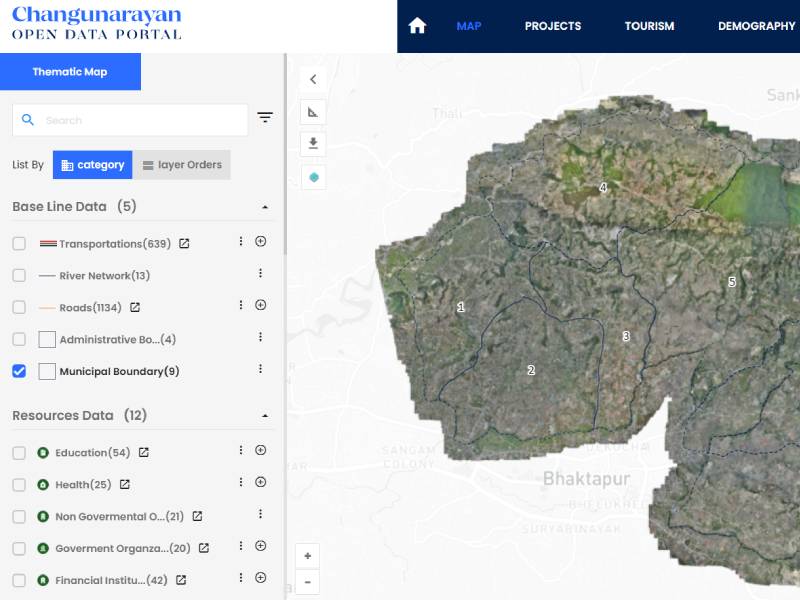 Changunarayan
OPEN DATA PORTAL
MAP
PROJECTS
TOURISM
DEMOGRAPHY
Thematic Map
Search
List By
category
layer Orders
Base Line Data (5)
Transportations(639)
River Network(13)
Roads(1134)
Administrative Bo...(4)
Municipal Boundary(9)
Resources Data (12)
Education(54)
Health(25)
Non Govermental O...(21)
Goverment Organza...(20)
Financial Institu...(42)
Thali
Sank
4
5
1
3
2
SANGAM
COLONY
Bhaktapur
SURYABINAYAK
+
-